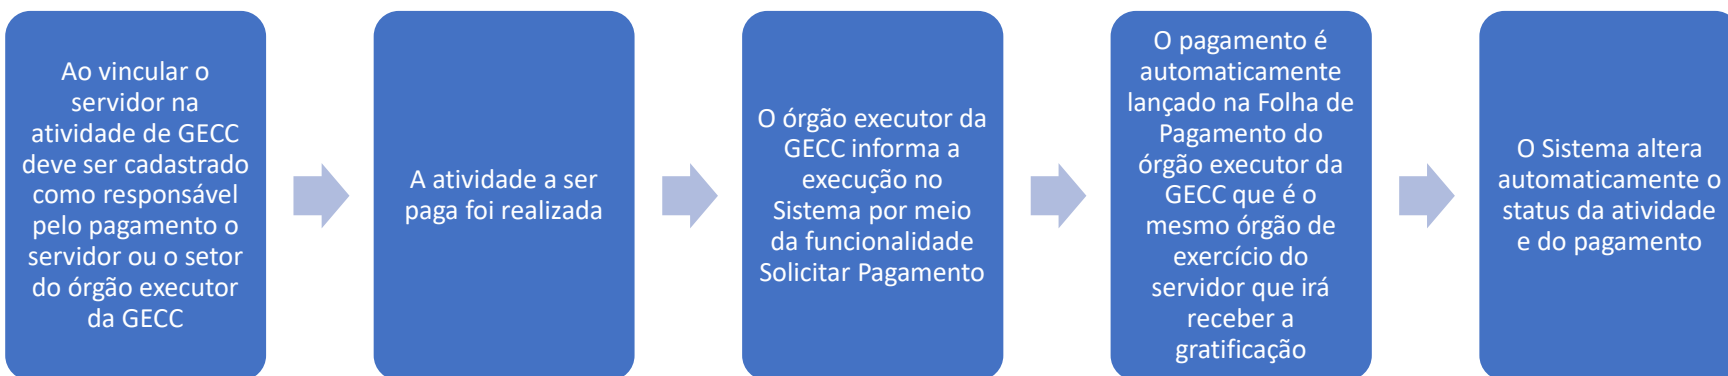 Ao vincular o
servidor na
atividade de GECC
deve ser cadastrado
como responsável
pelo pagamento o
servidor ou o setor
do órgão executor
da GECC
A atividade a ser
paga foi realizada
O órgão executor da
GECC informa a
execução no
Sistema por meio
da funcionalidade
Solicitar Pagamento
O pagamento é
automaticamente
lançado na Folha de
Pagamento do
órgão executor da
GECC que é o
mesmo órgão de
exercício do
servidor que irá
receber a
gratificação
O Sistema altera
automaticamente o
status da atividade
e do pagamento